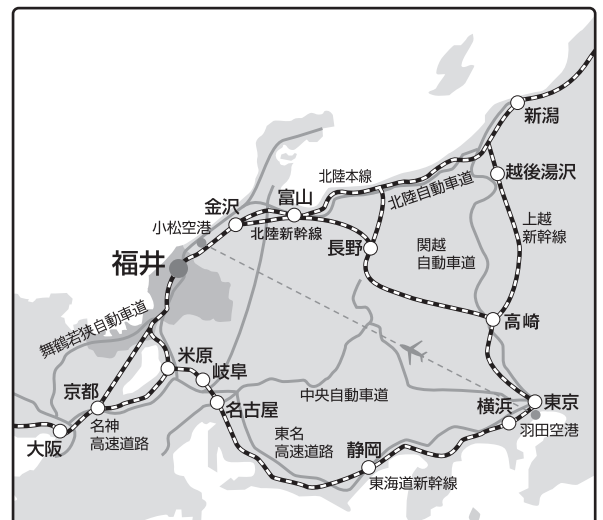 新潟
越後湯沢
北陸本線
北陸自動車道
富山
金沢
小松空港
北陸新幹線
上越
新幹線
長野
関越
自動車道
福井
舞鶴若狭自動車道
高崎
米原
岐阜
京都
中央自動車道
名古屋
横浜
東京
名神
高速道路
大阪
東名
高速道路
静岡
羽田空港
東海道新幹線